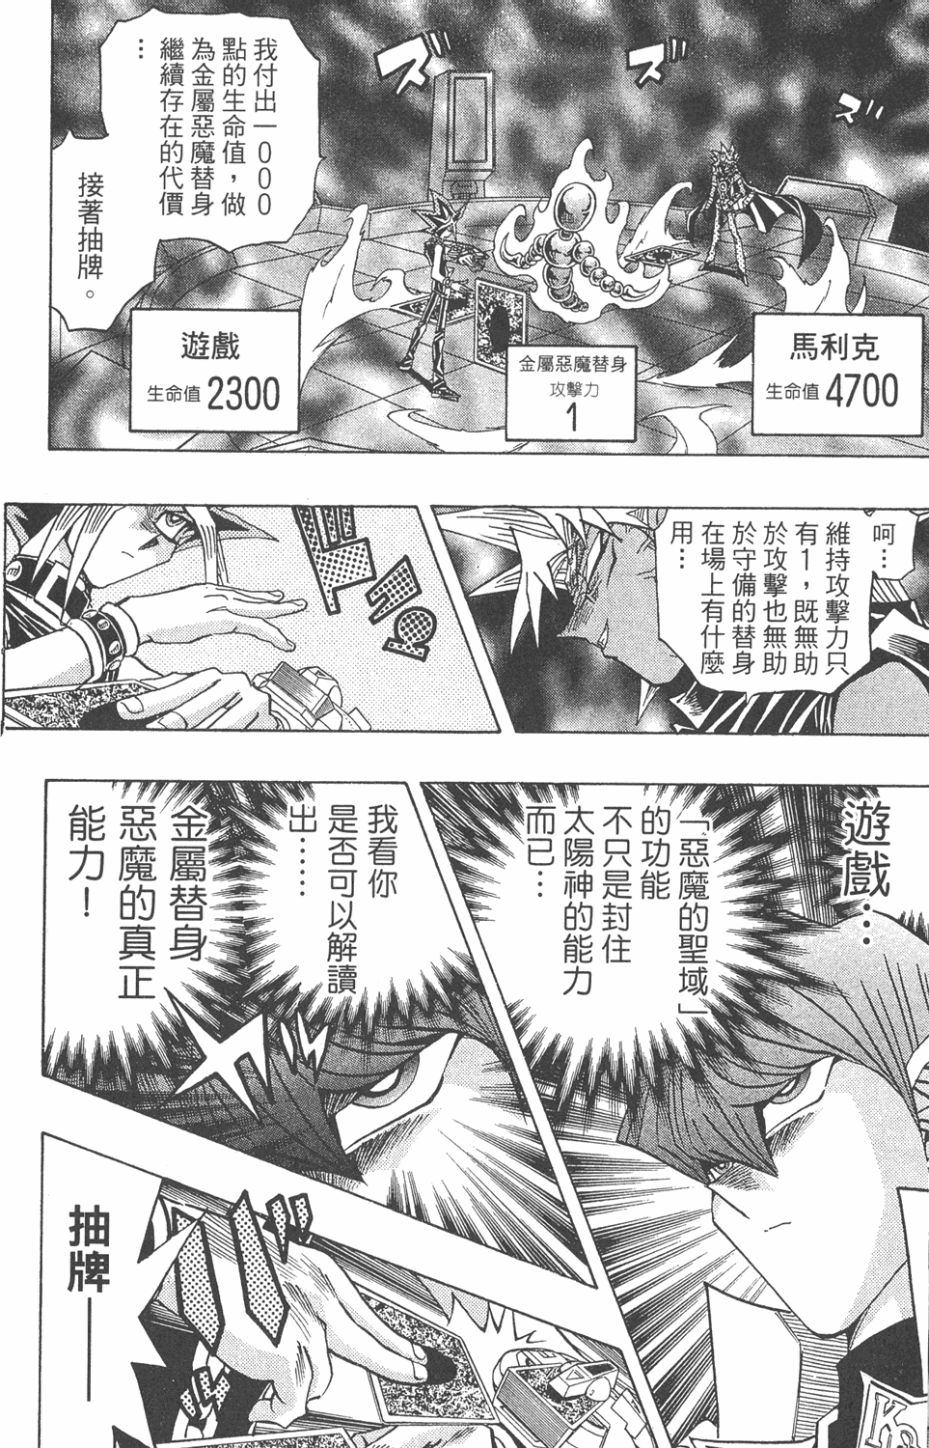 我付出一000
點的生命值，做
為金屬惡魔替身
繼續存在的代價
…
接著抽牌。
ズズ
ズズ
ズズ
馬利克
生命值 4700
金屬惡魔替身
攻擊力
1
遊戲
生命值 2300
呵…
維持攻擊力只
有1，既無助
於攻擊也無助
於守備的替身
在場上有什麼
用…
遊戲…
「惡魔的聖域」
的功能
不只是封住
太陽神的能力
而已…
我看你
是否可以解讀
出……
金屬替身
惡魔的真正
能力！
抽牌——